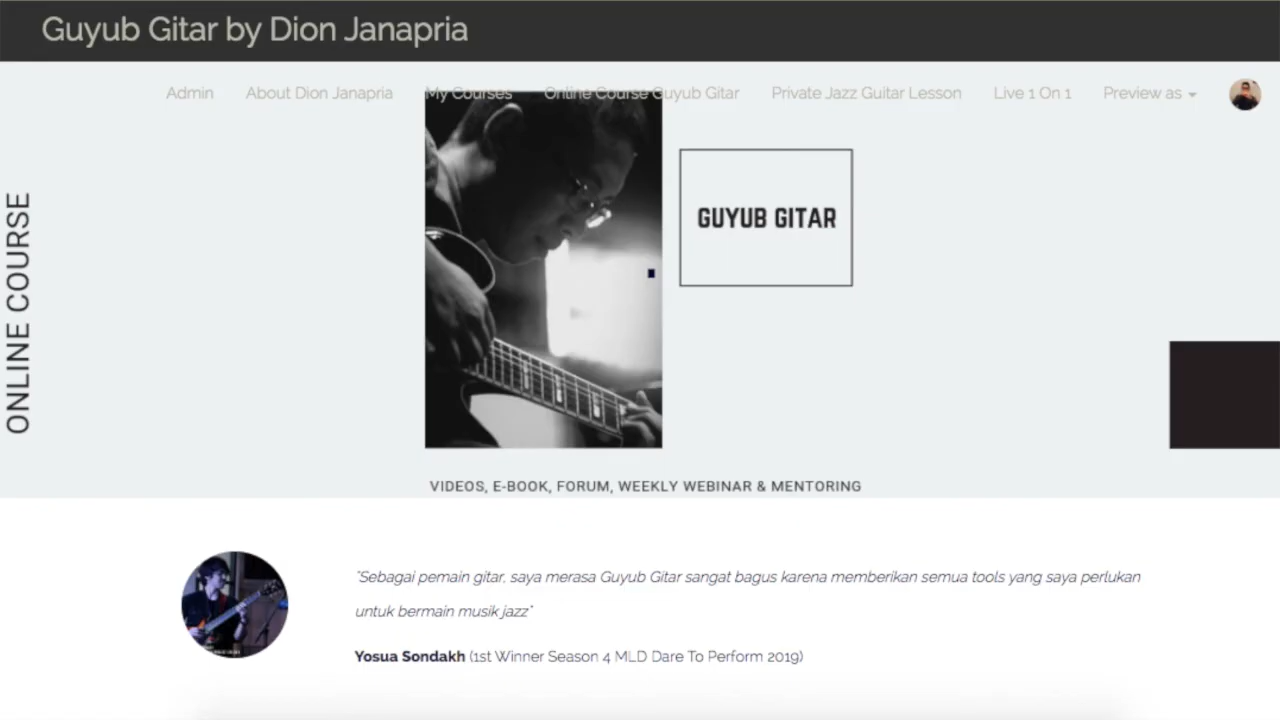 Guyub Gitar by Dion Janapria
Admin About Dion Janapria My Courses Online Course Guyub Gitar Private Jazz Guitar Lesson Live 1 On 1 Preview as
ONLINE COURSE
GUYUB GITAR
VIDEOS, E-BOOK, FORUM, WEEKLY WEBINAR & MENTORING
"Sebagai pemain gitar, saya merasa Guyub Gitar sangat bagus karena memberikan semua tools yang saya perlukan
untuk bermain musik jazz"
Yosua Sondakh (1st Winner Season 4 MLD Dare To Perform 2019)